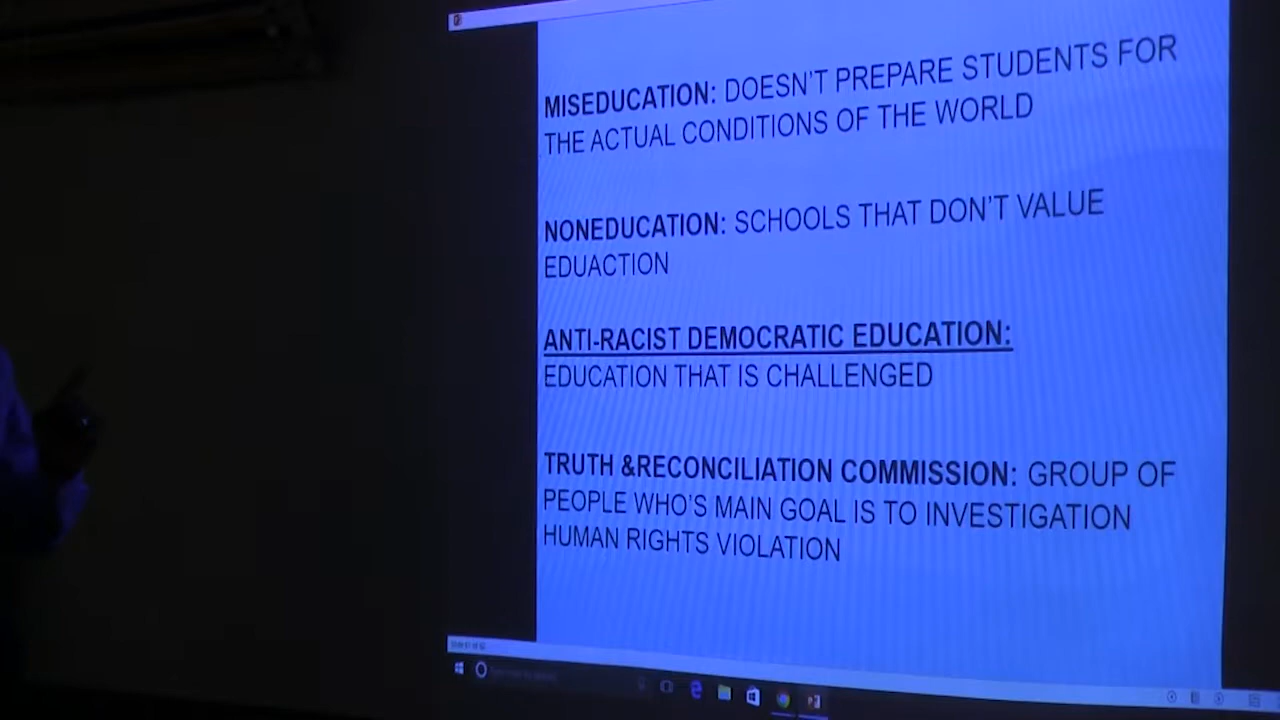 MISEDUCATION: DOESN'T PREPARE STUDENTS FOR
THE ACTUAL CONDITIONS OF THE WORLD
NONEDUCATION: SCHOOLS THAT DON'T VALUE
EDUACTION
ANTI-RACIST DEMOCRATIC EDUCATION:
EDUCATION THAT IS CHALLENGED
TRUTH &RECONCILIATION COMMISSION: GROUP OF
PEOPLE WHO'S MAIN GOAL IS TO INVESTIGATION
HUMAN RIGHTS VIOLATION